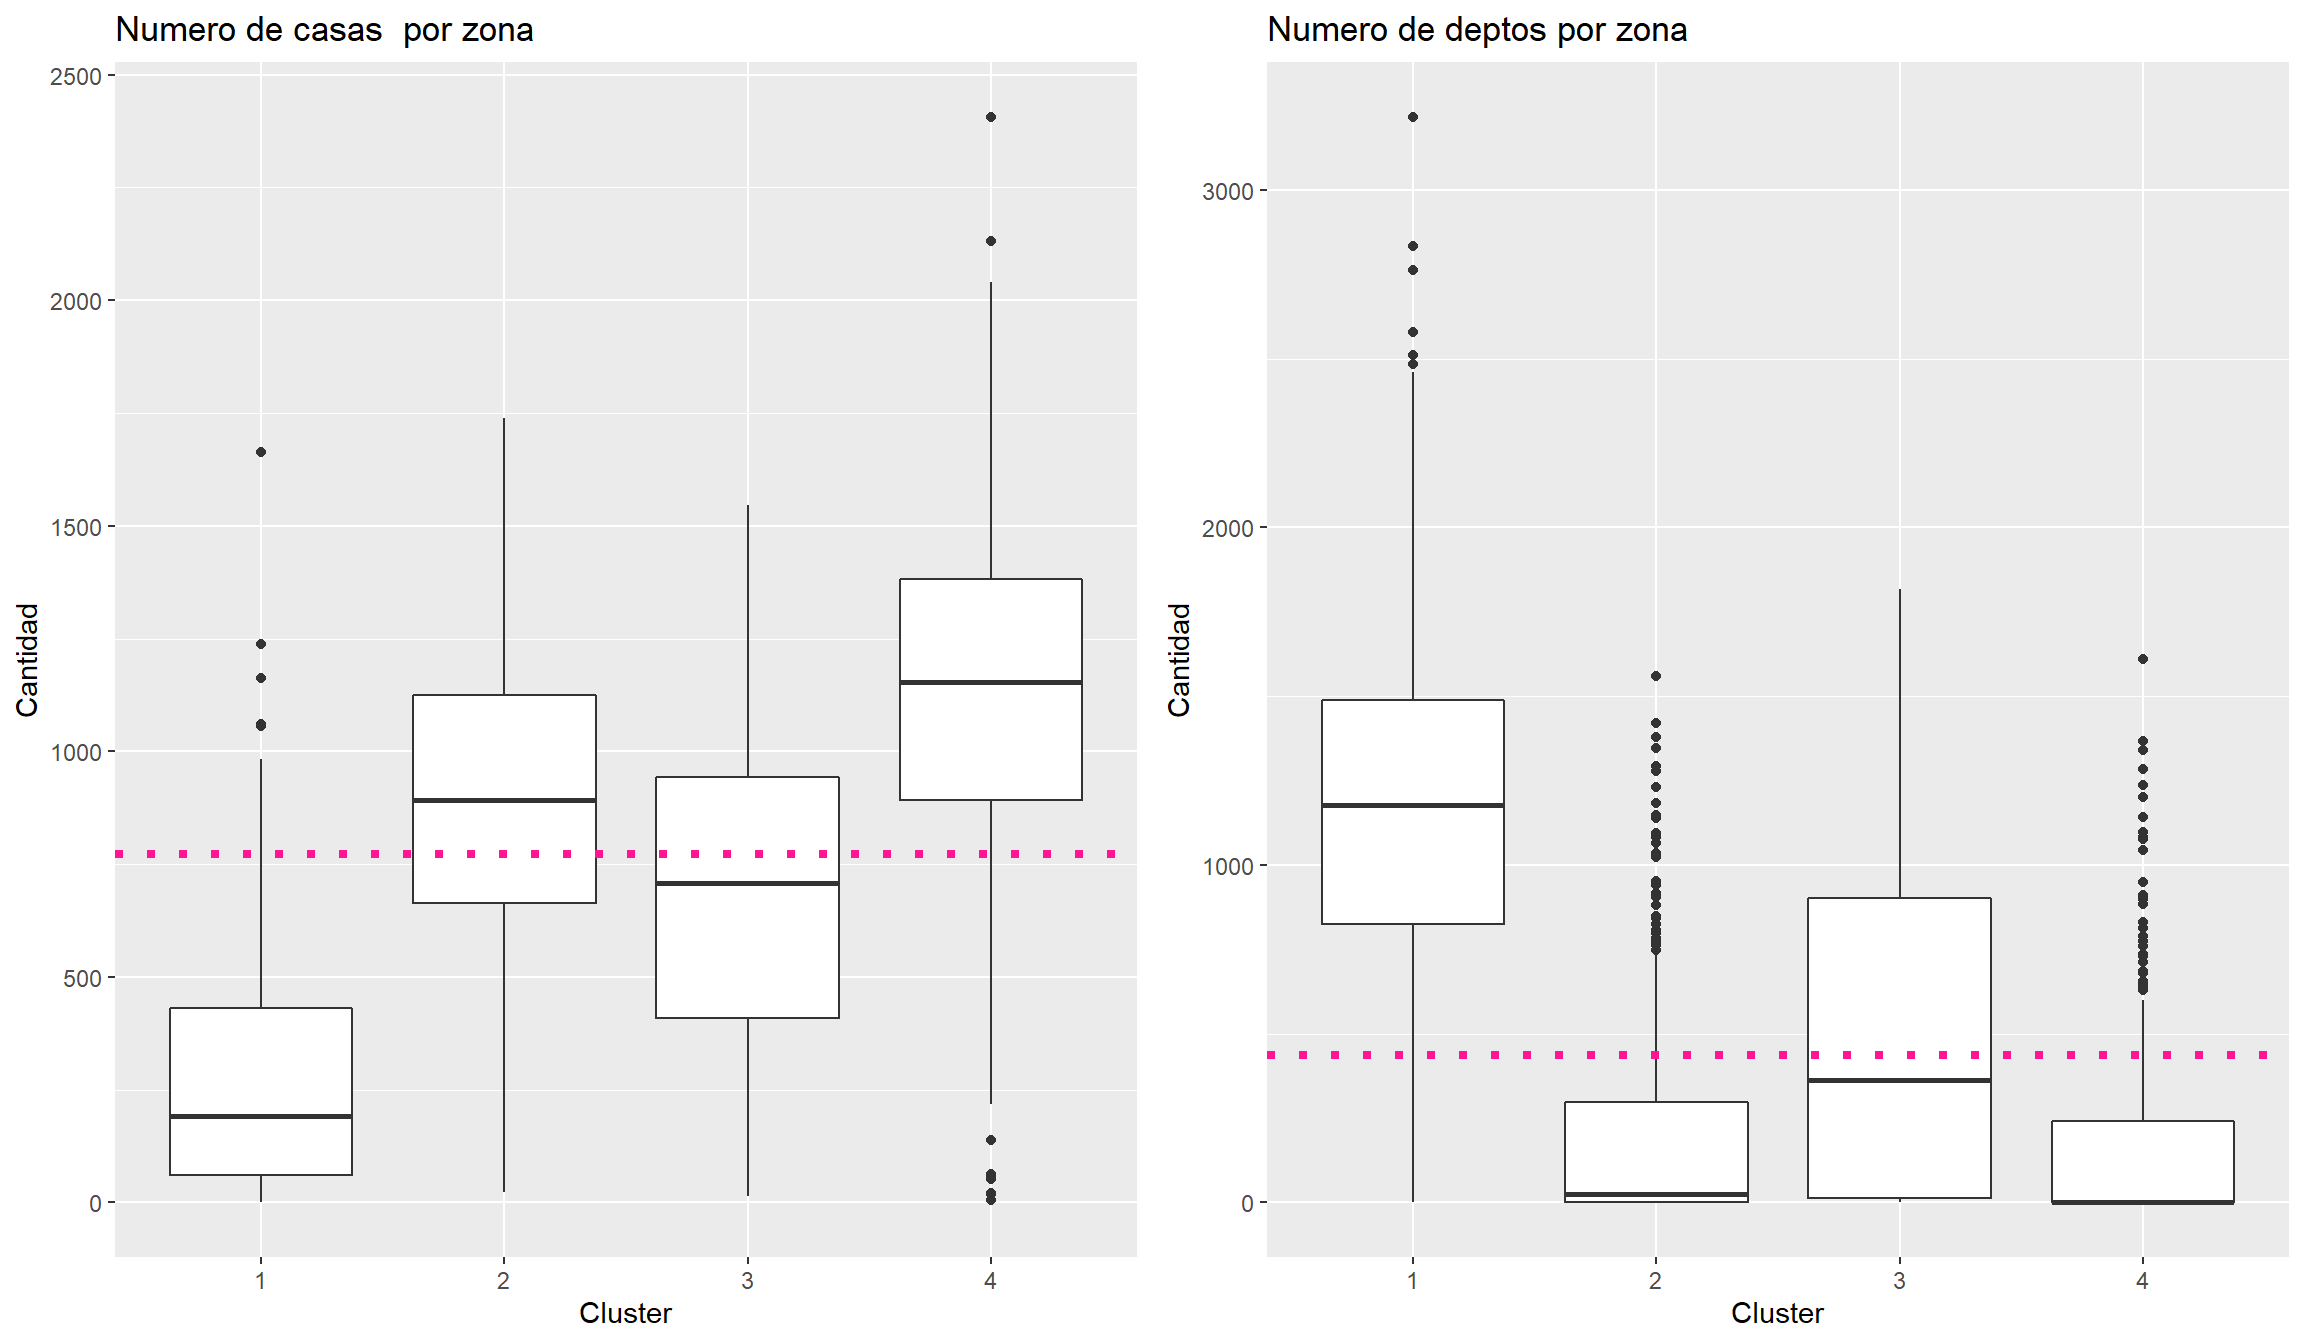 Numero de casas  por zona
2500
2000
1500
1000
500
0
Cantidad
1 2 3 4
Cluster
Numero de deptos por zona
3000
2000
1000
0
Cantidad
1 2 3 4
Cluster